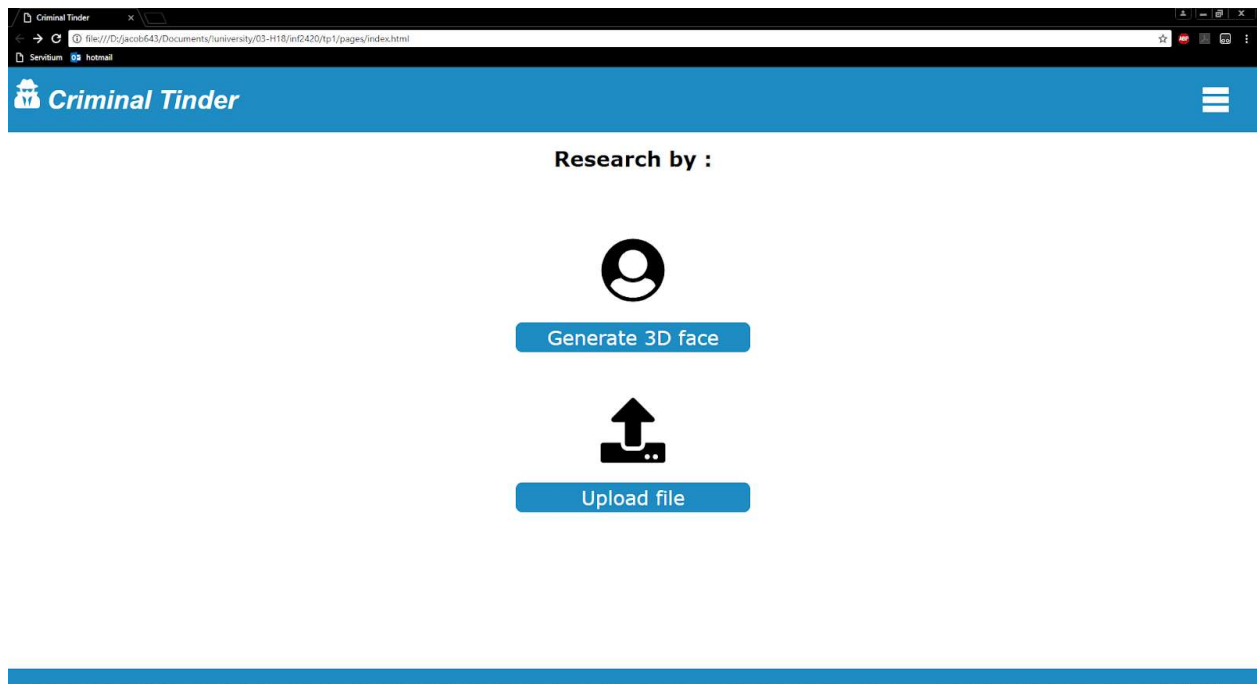 Criminal Tinder
file:///D:/jacob643/Documents/!university/03-H18/inf2420/tp1/pages/index.html
Servitium hotmail
Criminal Tinder
Research by :
Generate 3D face
Upload file